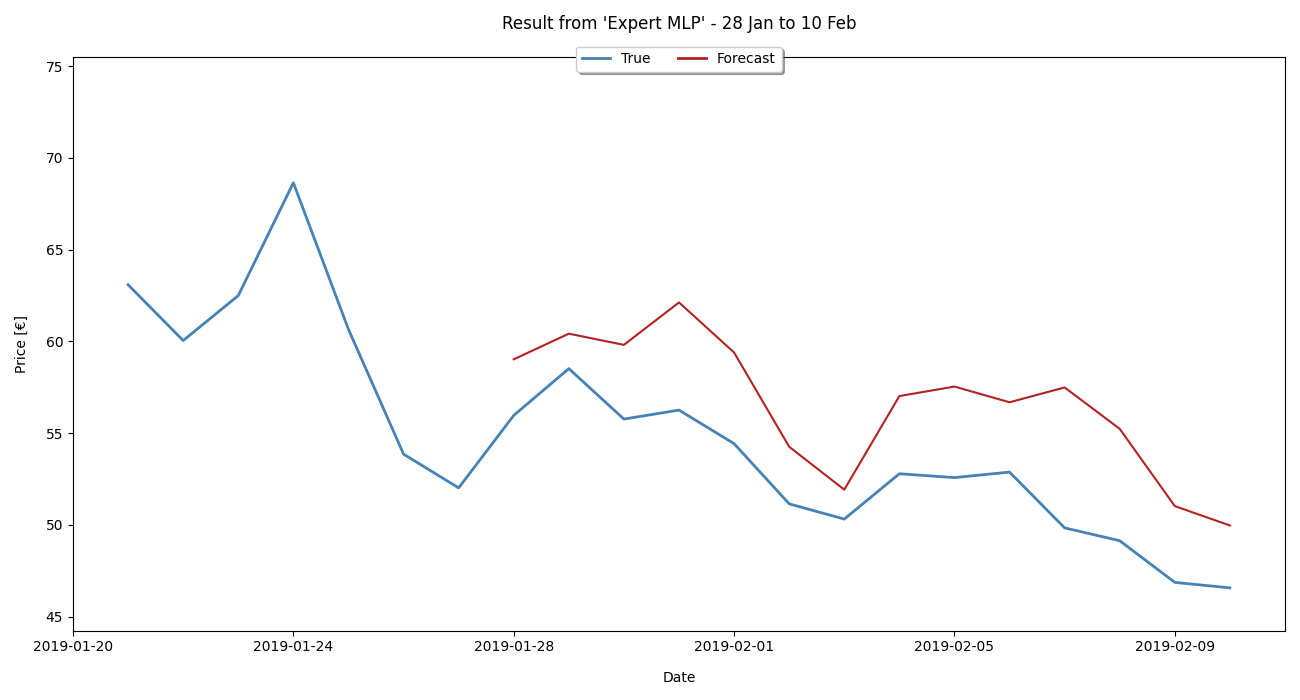 Result from 'Expert MLP' - 28 Jan to 10 Feb
True Forecast
75
70
65
60
55
50
45
Price [€]
2019-01-20 2019-01-24 2019-01-28 2019-02-01 2019-02-05 2019-02-09
Date